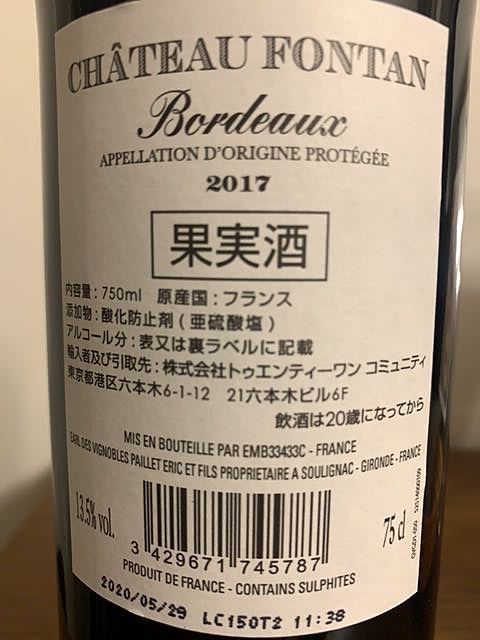 CHÂTEAU FONTAN
Bordeaux
APPELLATION D'ORIGINE PROTÉGÉE
2017
果実酒
内容量：750ml 原産国：フランス
添加物：酸化防止剤(亜硫酸塩)
アルコール分：表又は裏ラベルに記載
輸入者及び引取先：株式会社トゥエンティーワン コミュニティ
東京都港区六本木6-1-12 21六本木ビル6F
飲酒は20歳になってから
MIS EN BOUTEILLE PAR EMB33433C - FRANCE
EARL DES VIGNOBLES PAILLET ERIC ET FILS PROPRIETAIRE A SOULIGNAC - GIRONDE - FRANCE
13.5% vol.
75 cl
3 429671 745787
PRODUIT DE FRANCE - CONTAINS SULPHITES
2020/05/29 LC150T2 11:38